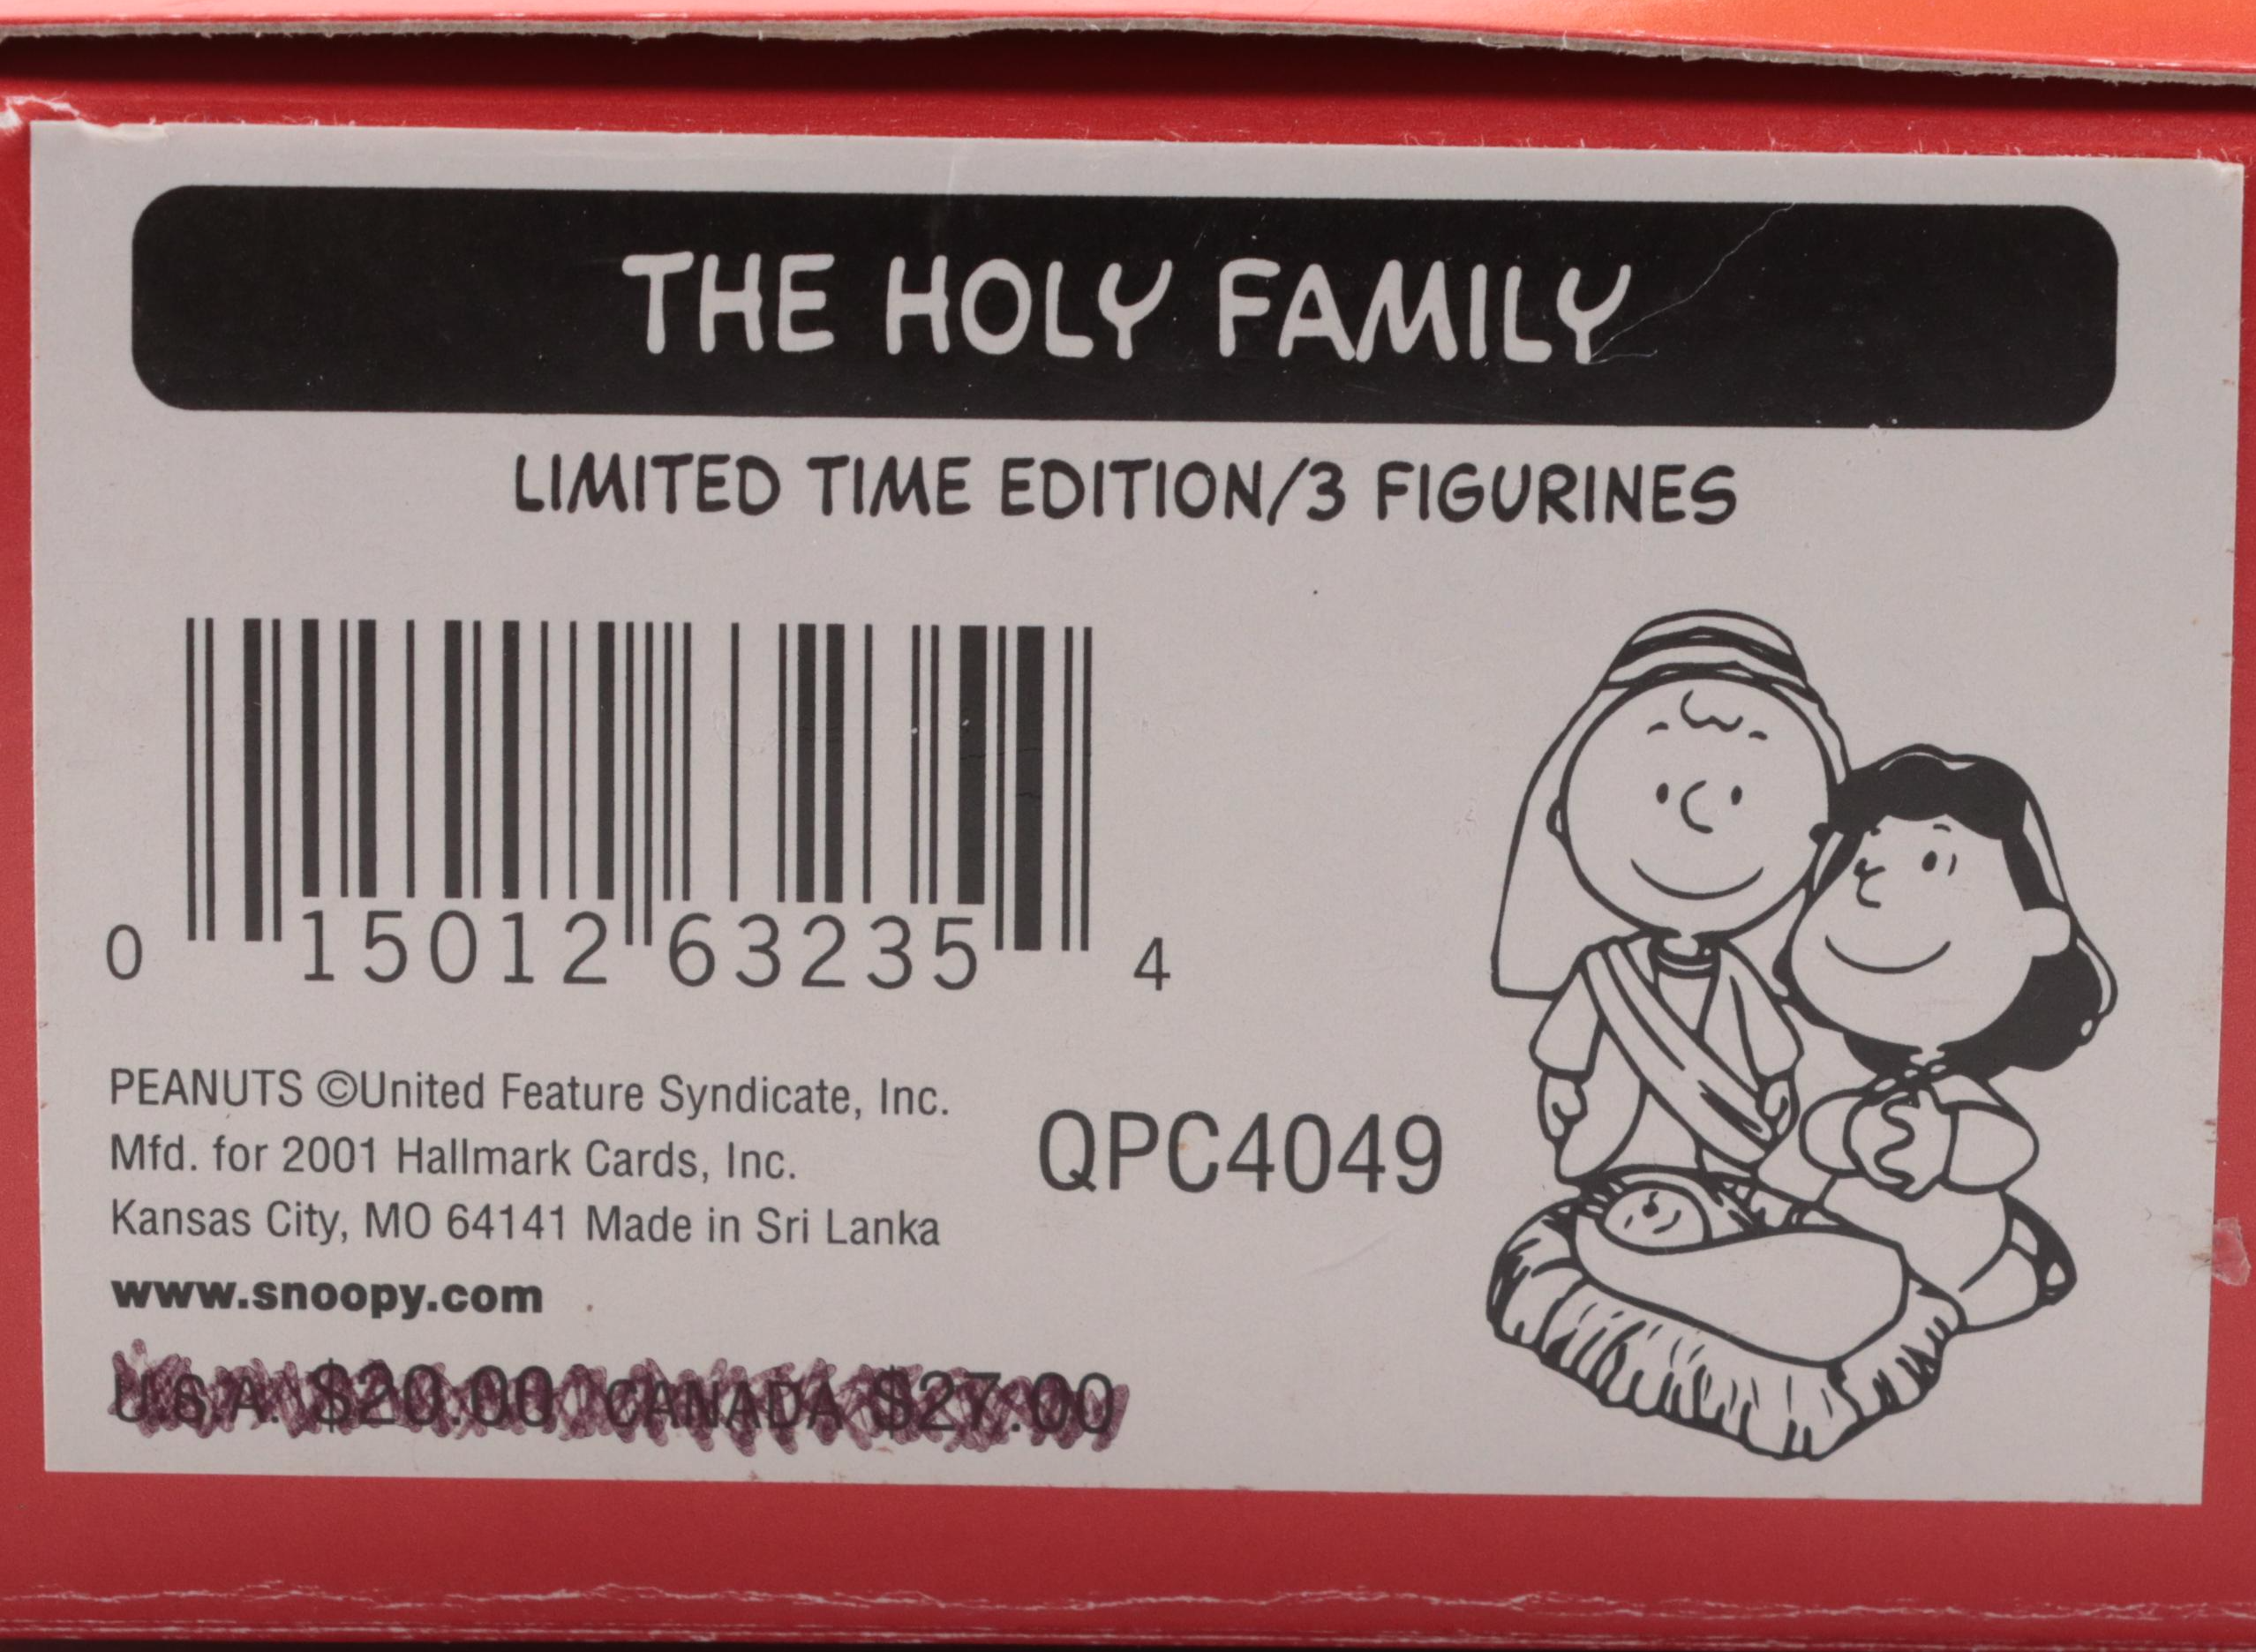 THE HOLY FAMILY
LIMITED TIME EDITION/3 FIGURINES
0 15012 63235 4
PEANUTS ©United Feature Syndicate, Inc.
Mfd. for 2001 Hallmark Cards, Inc.
Kansas City, MO 64141 Made in Sri Lanka
QPC4049
www.snoopy.com
U.S.A. $20.00/CANADA $27.00